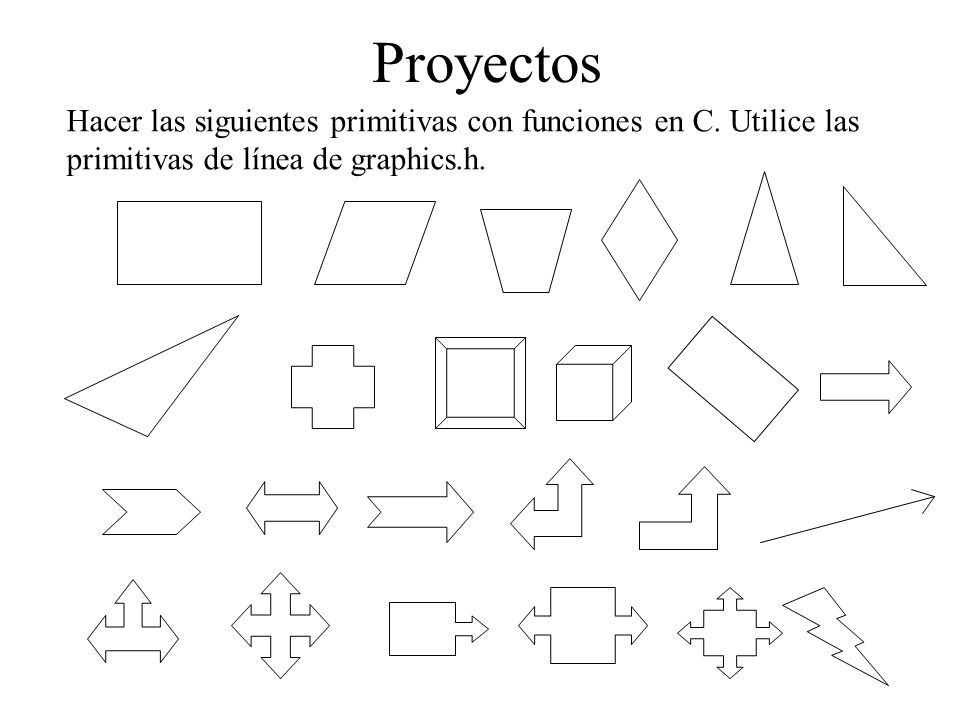 Proyectos
Hacer las siguientes primitivas con funciones en C. Utilice las
primitivas de línea de graphics.h.